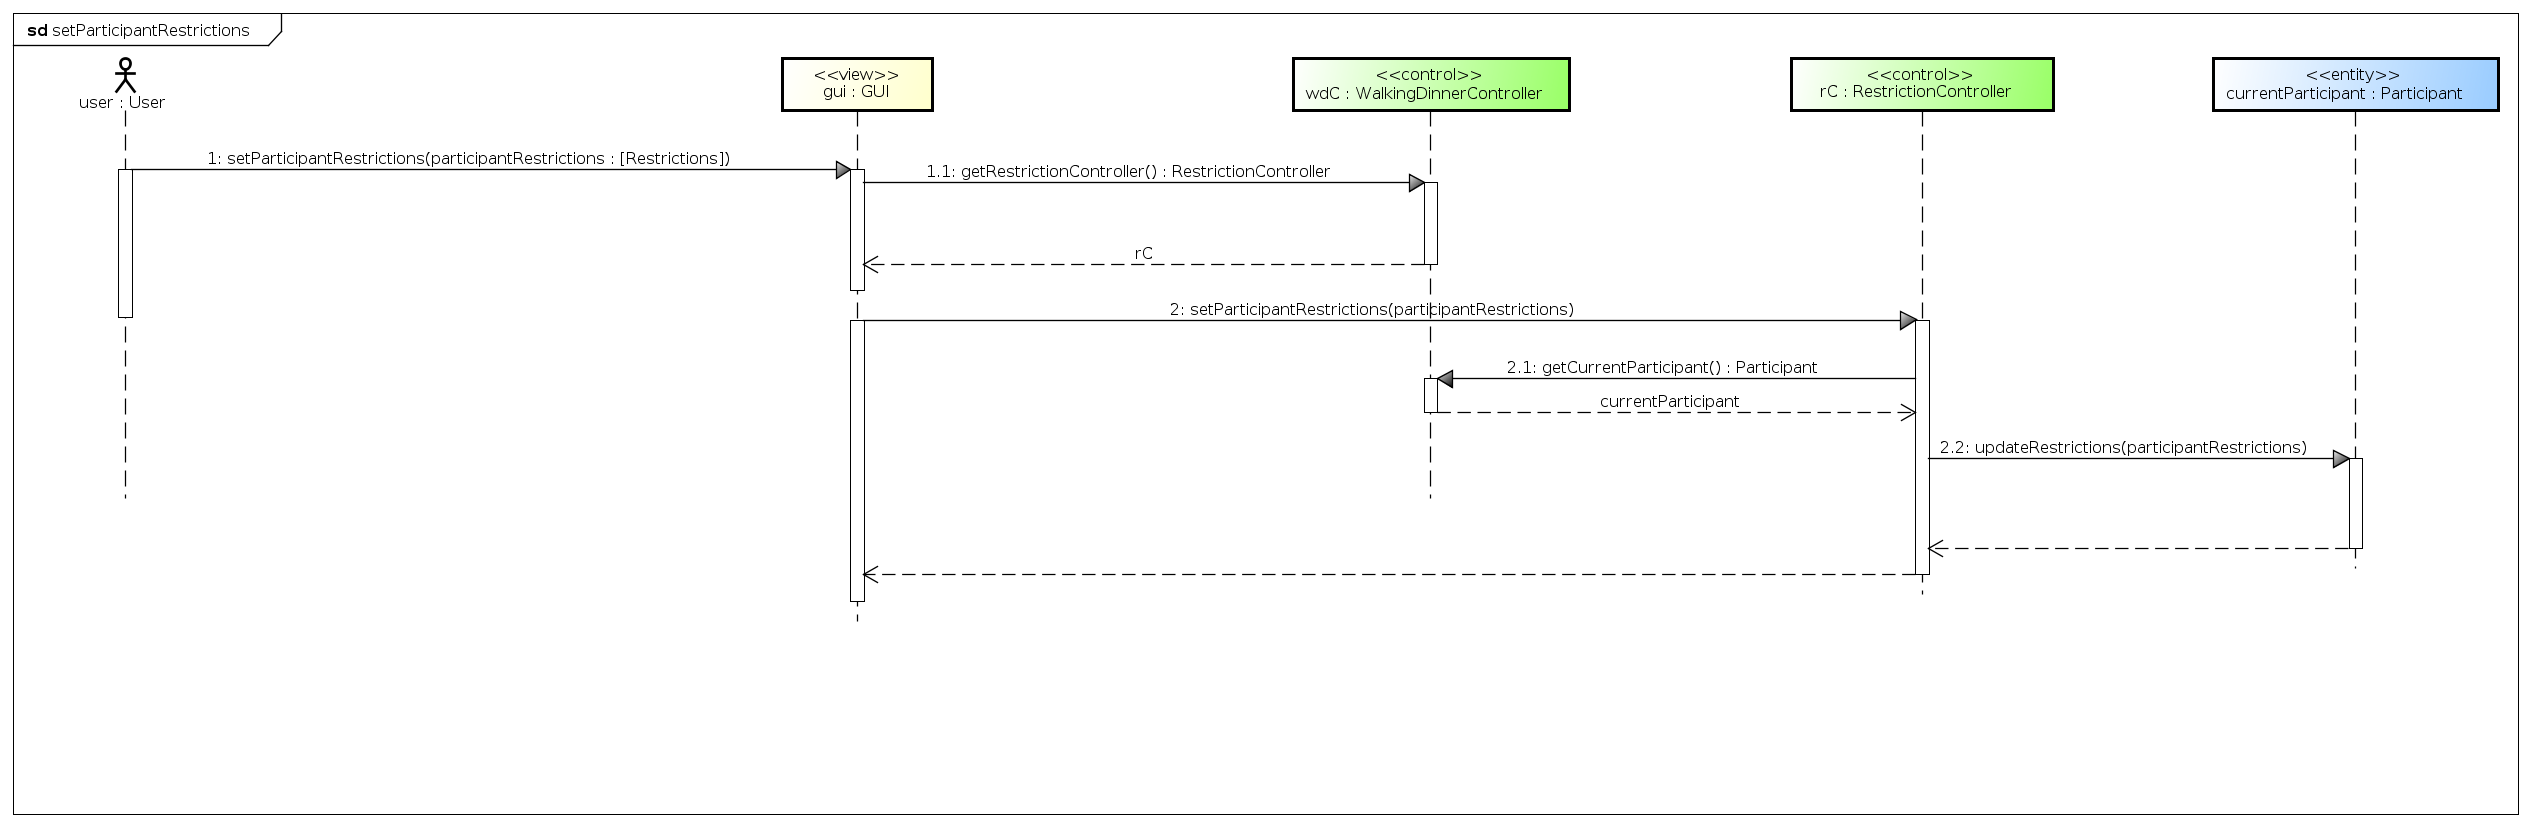 sd setParticipantRestrictions
user : User
<<view>>
gui : GUI
<<control>>
wdC : WalkingDinnerController
<<control>>
rC : RestrictionController
<<entity>>
currentParticipant : Participant
1: setParticipantRestrictions(participantRestrictions : [Restrictions])
1.1: getRestrictionController() : RestrictionController
rC
2: setParticipantRestrictions(participantRestrictions)
2.1: getCurrentParticipant() : Participant
currentParticipant
2.2: updateRestrictions(participantRestrictions)